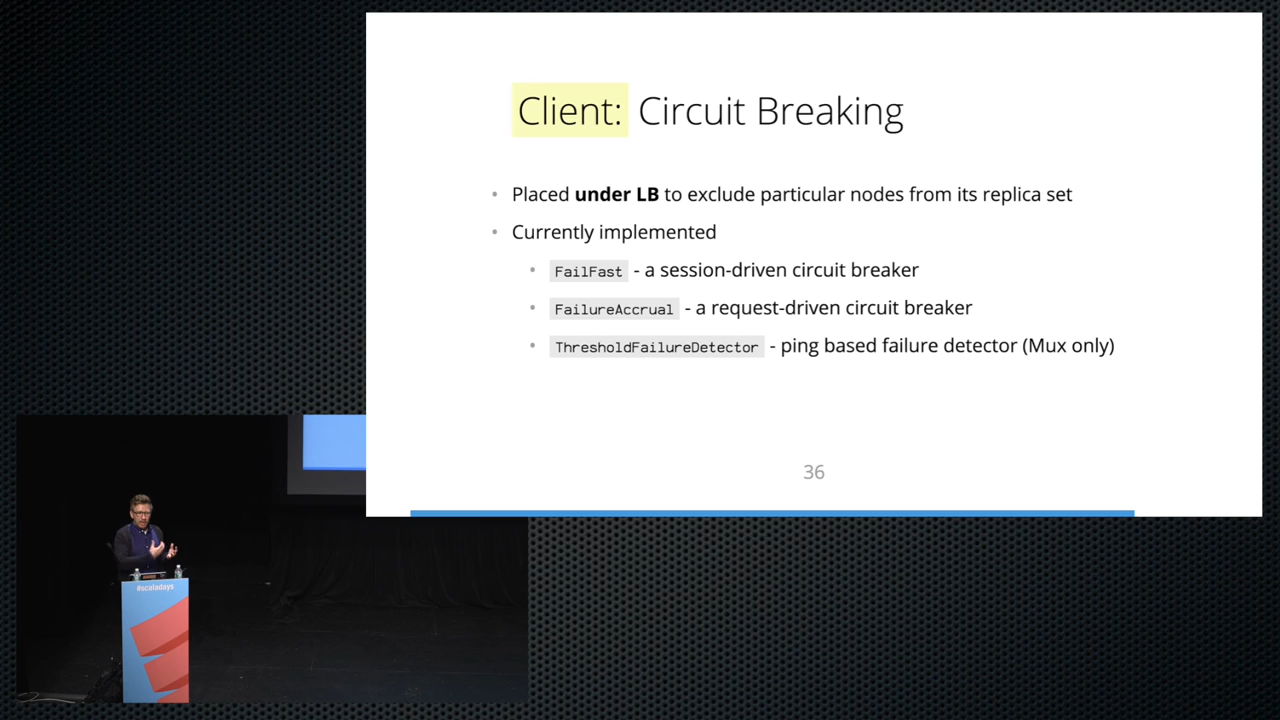 Client: Circuit Breaking
• Placed under LB to exclude particular nodes from its replica set
• Currently implemented
• FailFast - a session-driven circuit breaker
• FailureAccrual - a request-driven circuit breaker
• ThresholdFailureDetector - ping based failure detector (Mux only)
36
#scaladays